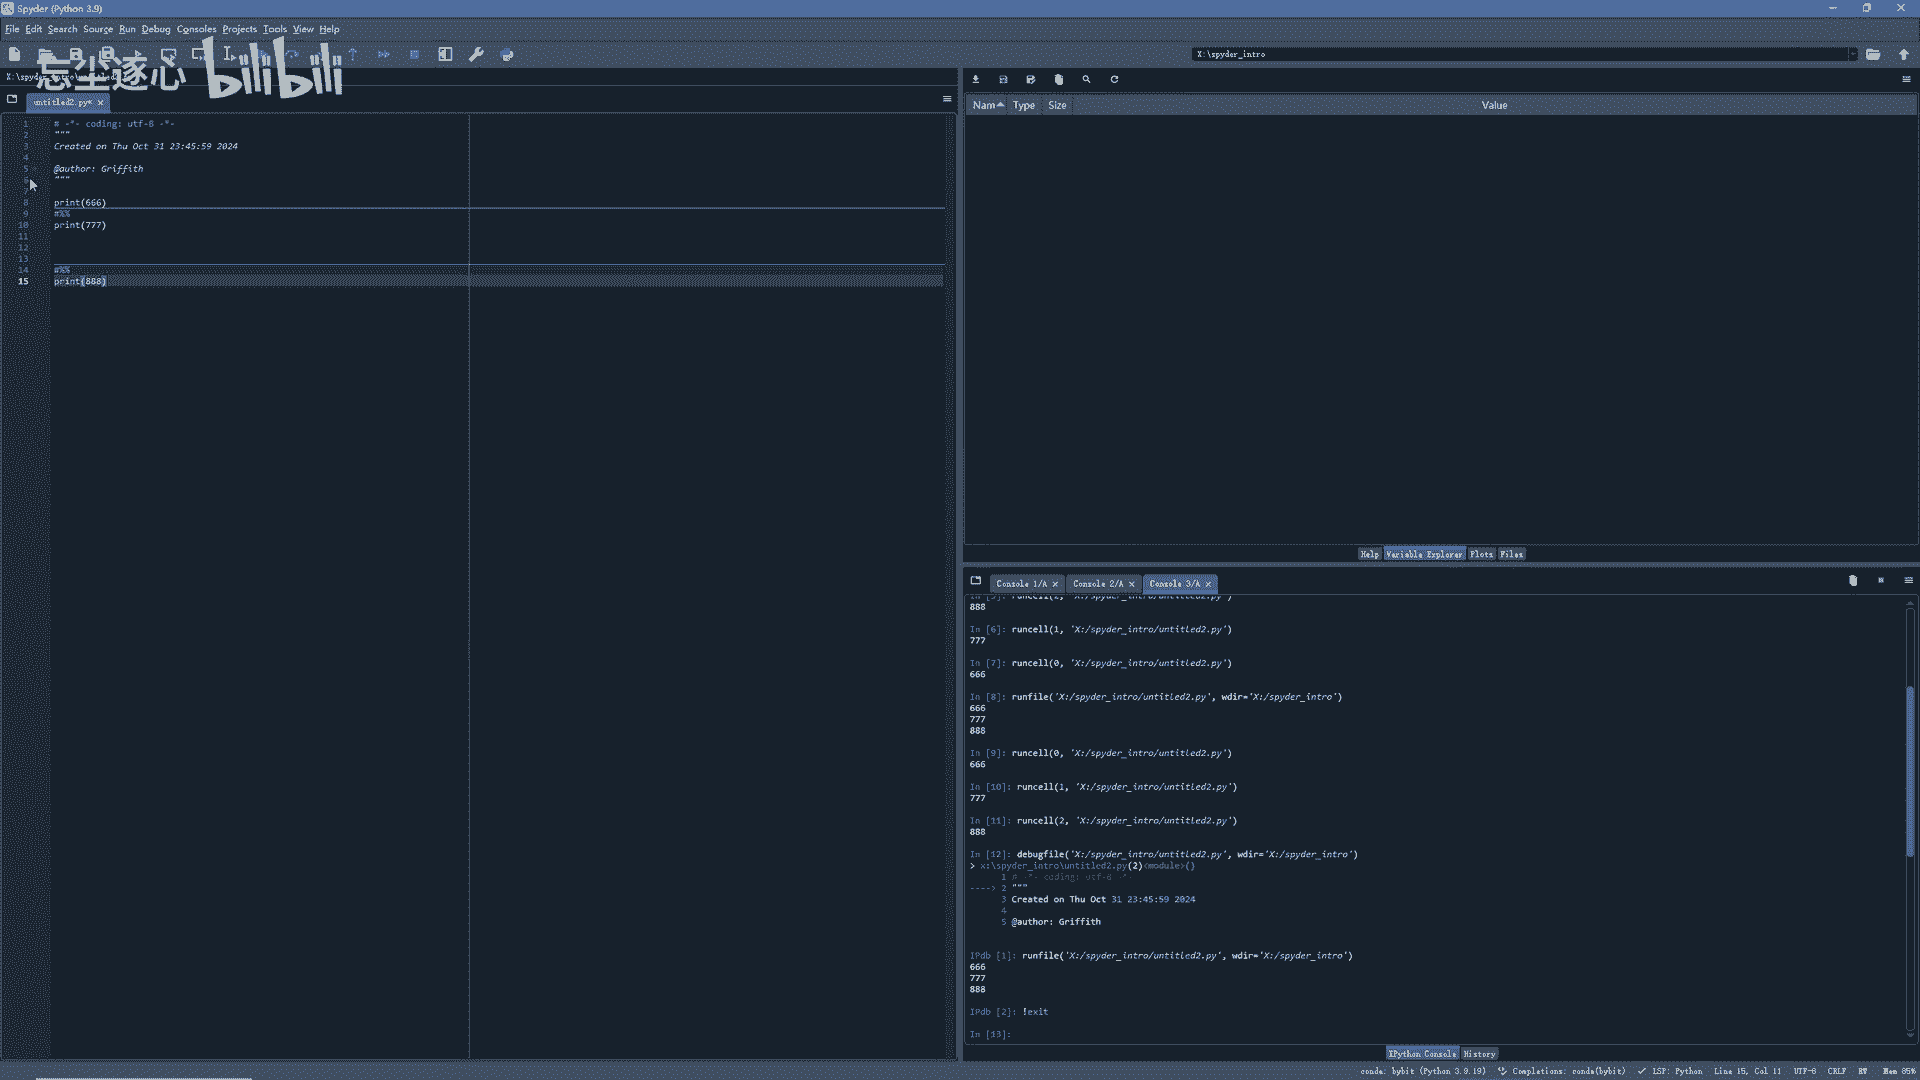 Spyder (Python 3.9)
File Edit Search Source Run Debug Consoles Projects Tools View Help
忘尘逐心 bilibili
X:\spyder_intro
untitled2.py*
1 # -*- coding: utf-8 -*-
2 """
3 Created on Thu Oct 31 23:45:59 2024
4
5 @author: Griffith
6 """
7
8 print(666)
9 #%%
10 print(777)
11
12
13
14 #%%
15 print(888)
Name Type Size Value
Help Variable Explorer Plots Files
Console 1/A Console 2/A Console 3/A
In [5]: runcell(2, 'X:/spyder_intro/untitled2.py')
888
In [6]: runcell(1, 'X:/spyder_intro/untitled2.py')
777
In [7]: runcell(0, 'X:/spyder_intro/untitled2.py')
666
In [8]: runfile('X:/spyder_intro/untitled2.py', wdir='X:/spyder_intro')
666
777
888
In [9]: runcell(0, 'X:/spyder_intro/untitled2.py')
666
In [10]: runcell(1, 'X:/spyder_intro/untitled2.py')
777
In [11]: runcell(2, 'X:/spyder_intro/untitled2.py')
888
In [12]: debugfile('X:/spyder_intro/untitled2.py', wdir='X:/spyder_intro')
> x:\spyder_intro\untitled2.py(2)<module>()
1 # -*- coding: utf-8 -*-
----> 2 """
3 Created on Thu Oct 31 23:45:59 2024
4
5 @author: Griffith
IPdb [1]: runfile('X:/spyder_intro/untitled2.py', wdir='X:/spyder_intro')
666
777
888
IPdb [2]: !exit
In [13]:
IPython Console History
conda: bybit (Python 3.9.19) Completions: conda(bybit) LSP: Python Line 15, Col 11 UTF-8 CRLF RW Mem 85%